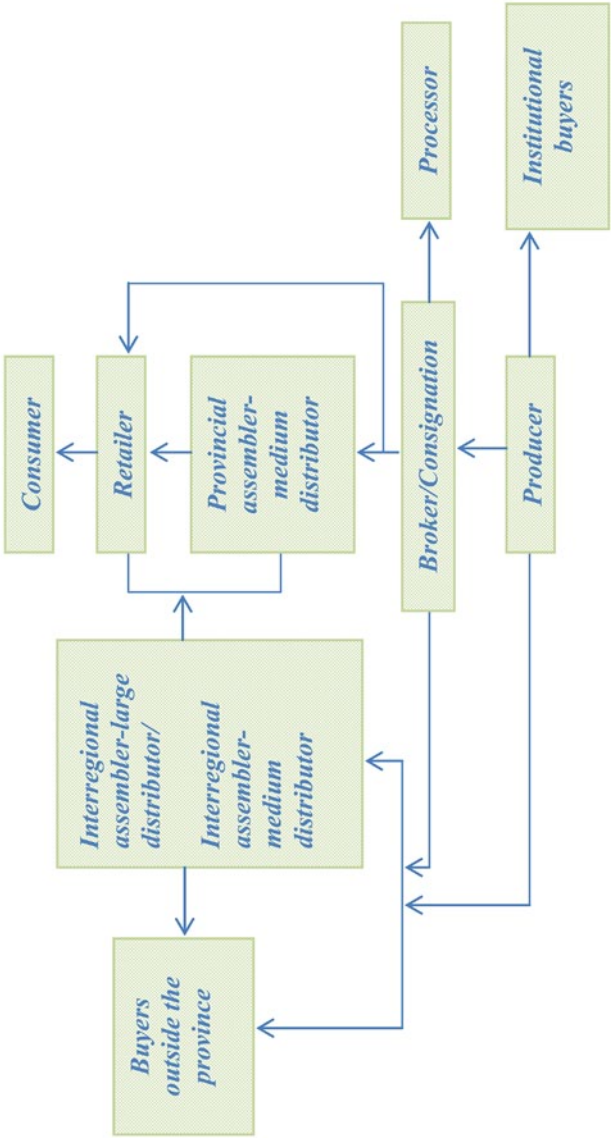 Buyers
outside the
province
Interregional
assembler-large
distributor/
Interregional
assembler-
medium
distributor
Consumer
Retailer
Provincial
assembler-
medium
distributor
Broker/Consignation
Producer
Processor
Institutional
buyers